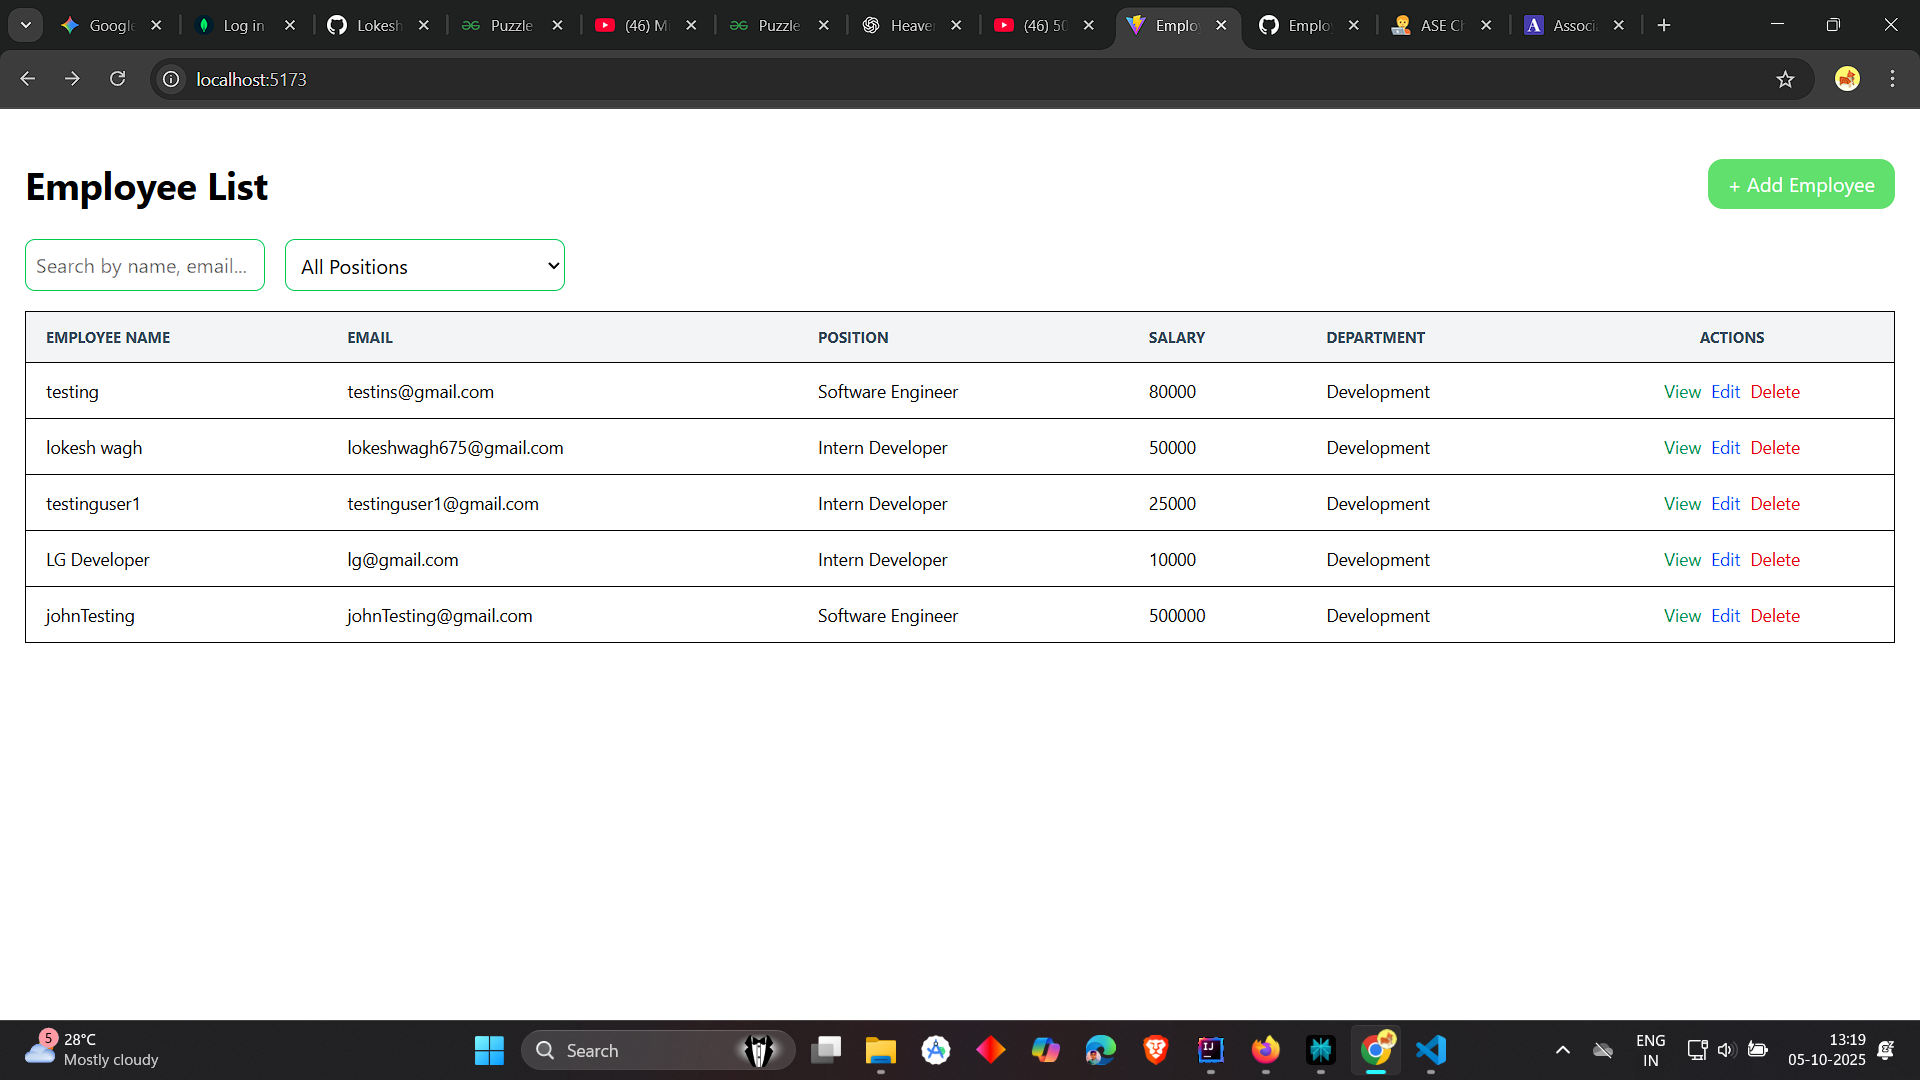 Google
Log in
Lokesh
Puzzle
(46) M
Puzzle
Heaven
(46) 50
Emplo
Emplo
ASE Ch
Associ
localhost:5173
Employee List
+ Add Employee
Search by name, email...
All Positions
EMPLOYEE NAME EMAIL POSITION SALARY DEPARTMENT ACTIONS
testing testins@gmail.com Software Engineer 80000 Development View Edit Delete
lokesh wagh lokeshwagh675@gmail.com Intern Developer 50000 Development View Edit Delete
testinguser1 testinguser1@gmail.com Intern Developer 25000 Development View Edit Delete
LG Developer lg@gmail.com Intern Developer 10000 Development View Edit Delete
johnTesting johnTesting@gmail.com Software Engineer 500000 Development View Edit Delete
5
28°C
Mostly cloudy
Search
ENG
IN
13:19
05-10-2025